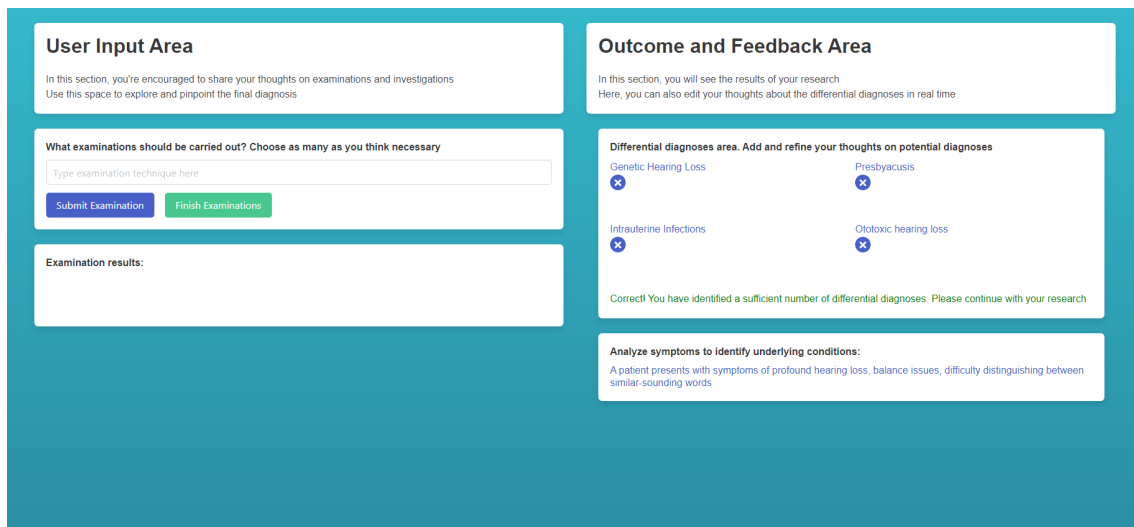 User Input Area
In this section, you're encouraged to share your thoughts on examinations and investigations
Use this space to explore and pinpoint the final diagnosis
What examinations should be carried out? Choose as many as you think necessary
Type examination technique here
Submit Examination
Finish Examinations
Examination results:
Outcome and Feedback Area
In this section, you will see the results of your research
Here, you can also edit your thoughts about the differential diagnoses in real time
Differential diagnoses area. Add and refine your thoughts on potential diagnoses
Genetic Hearing Loss
Presbyacusis
Intrauterine Infections
Ototoxic hearing loss
Correct! You have identified a sufficient number of differential diagnoses. Please continue with your research
Analyze symptoms to identify underlying conditions:
A patient presents with symptoms of profound hearing loss, balance issues, difficulty distinguishing between
similar-sounding words